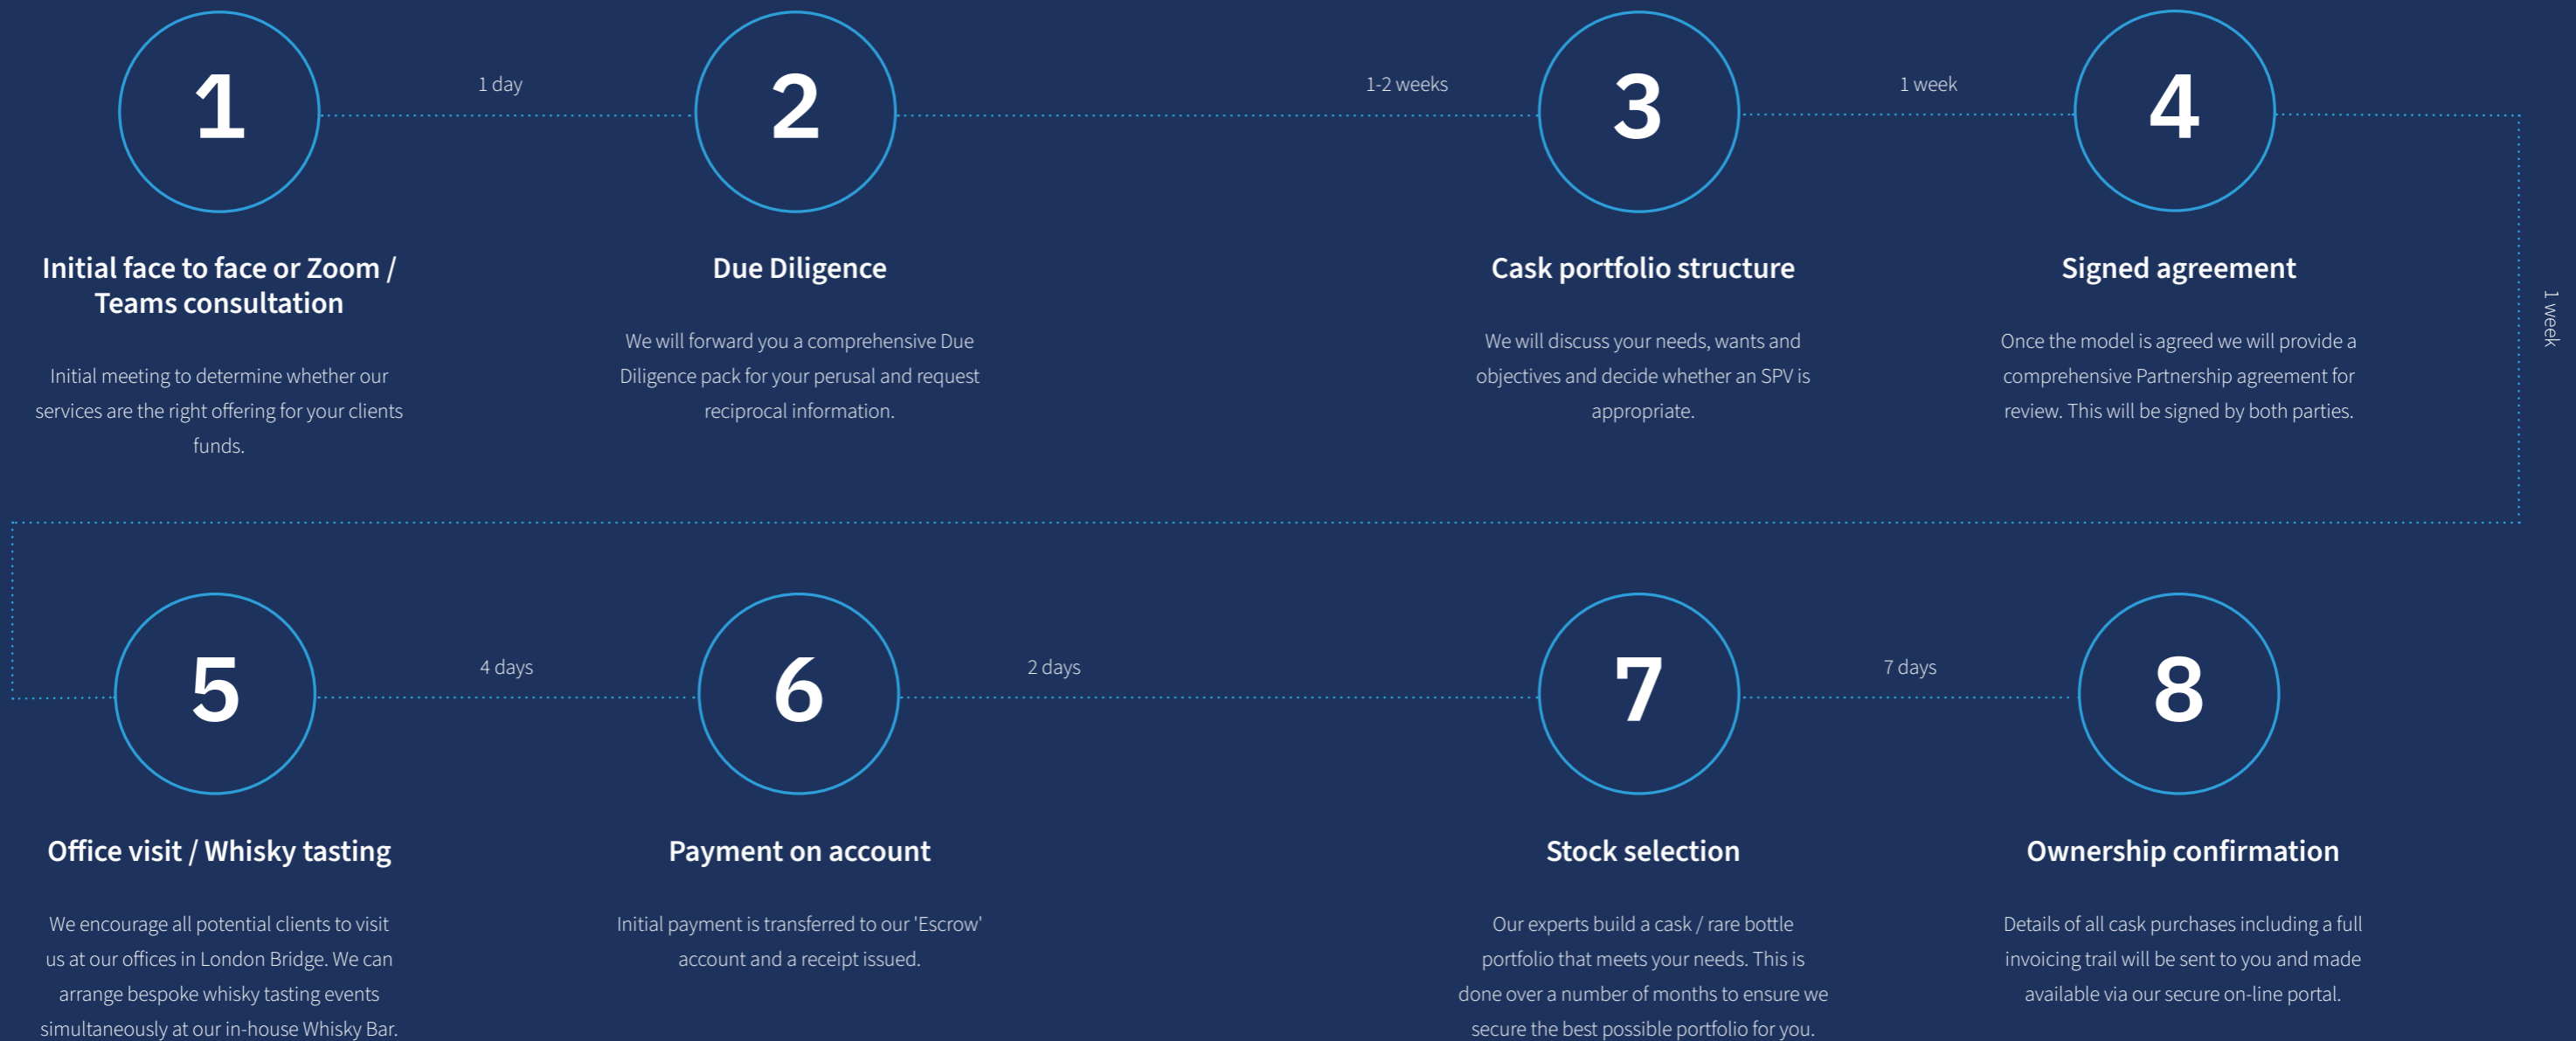 1
1 day
2
1-2 weeks
3
1 week
4
Initial face to face or Zoom /
Teams consultation
Initial meeting to determine whether our
services are the right offering for your clients
funds.
Due Diligence
We will forward you a comprehensive Due
Diligence pack for your perusal and request
reciprocal information.
Cask portfolio structure
We will discuss your needs, wants and
objectives and decide whether an SPV is
appropriate.
Signed agreement
Once the model is agreed we will provide a
comprehensive Partnership agreement for
review. This will be signed by both parties.
1 week
5
4 days
6
2 days
7
7 days
8
Office visit / Whisky tasting
We encourage all potential clients to visit
us at our offices in London Bridge. We can
arrange bespoke whisky tasting events
simultaneously at our in-house Whisky Bar.
Payment on account
Initial payment is transferred to our 'Escrow'
account and a receipt issued.
Stock selection
Our experts build a cask / rare bottle
portfolio that meets your needs. This is
done over a number of months to ensure we
secure the best possible portfolio for you.
Ownership confirmation
Details of all cask purchases including a full
invoicing trail will be sent to you and made
available via our secure on-line portal.